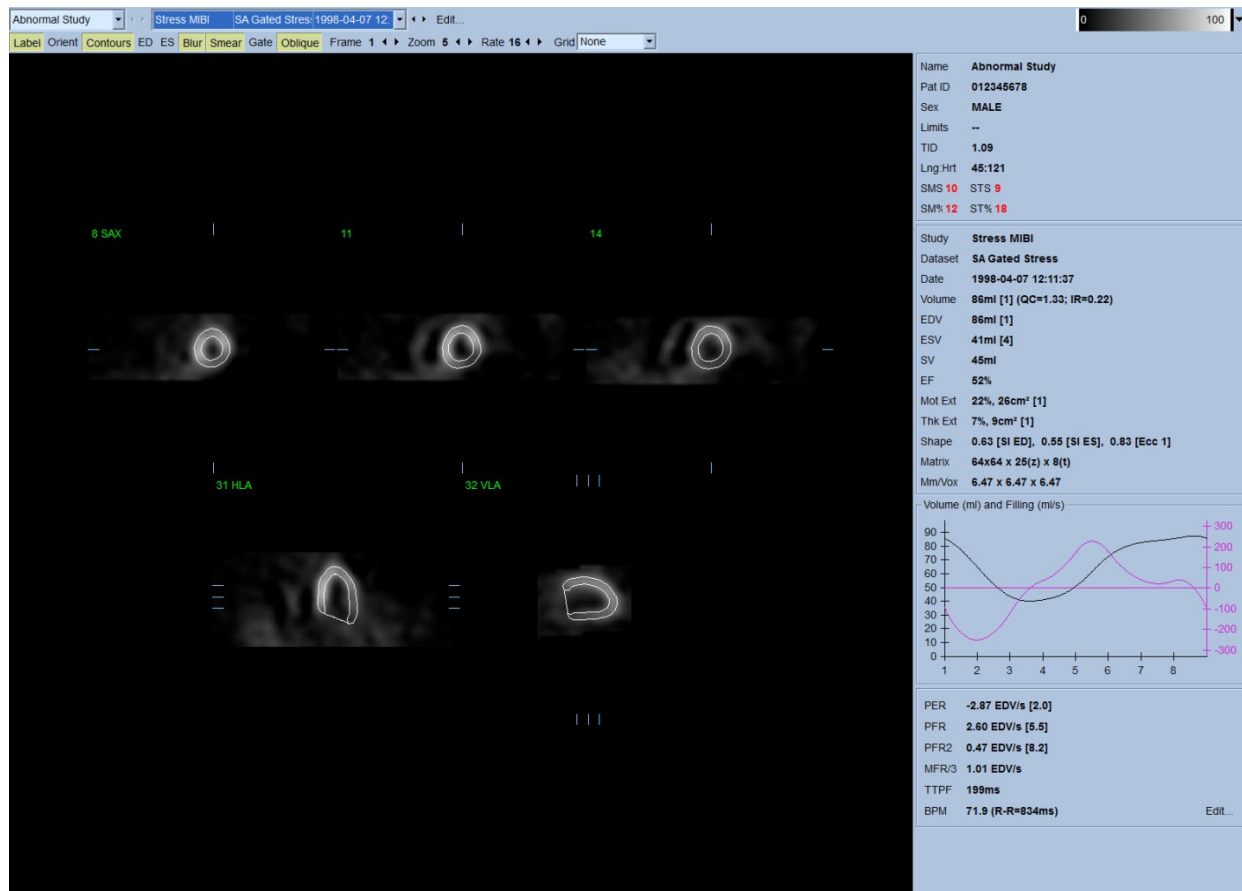 Abnormal Study Stress MIBI SA Gated Stres: 1998-04-07 12: Edit... 0 100
Label Orient Contours ED ES Blur Smear Gate Oblique Frame 1 Zoom 5 Rate 16 Grid None
8 SAX 11 14
31 HLA 32 VLA
Name Abnormal Study
Pat ID 012345678
Sex MALE
Limits --
TID 1.09
Lng:Hrt 45:121
SMS 10 STS 9
SM% 12 ST% 18
Study Stress MIBI
Dataset SA Gated Stress
Date 1998-04-07 12:11:37
Volume 86ml [1] (QC=1.33; IR=0.22)
EDV 86ml [1]
ESV 41ml [4]
SV 45ml
EF 52%
Mot Ext 22%, 26cm² [1]
Thk Ext 7%, 9cm² [1]
Shape 0.63 [SI ED], 0.55 [SI ES], 0.83 [Ecc 1]
Matrix 64x64 x 25(z) x 8(t)
Mm/Vox 6.47 x 6.47 x 6.47
Volume (ml) and Filling (ml/s)
90 300
80 200
70 100
60
50 0
40
30 -100
20 -200
10 -300
0
1 2 3 4 5 6 7 8
PER -2.87 EDV/s [2.0]
PFR 2.60 EDV/s [5.5]
PFR2 0.47 EDV/s [8.2]
MFR/3 1.01 EDV/s
TTPF 199ms
BPM 71.9 (R-R=834ms) Edit...